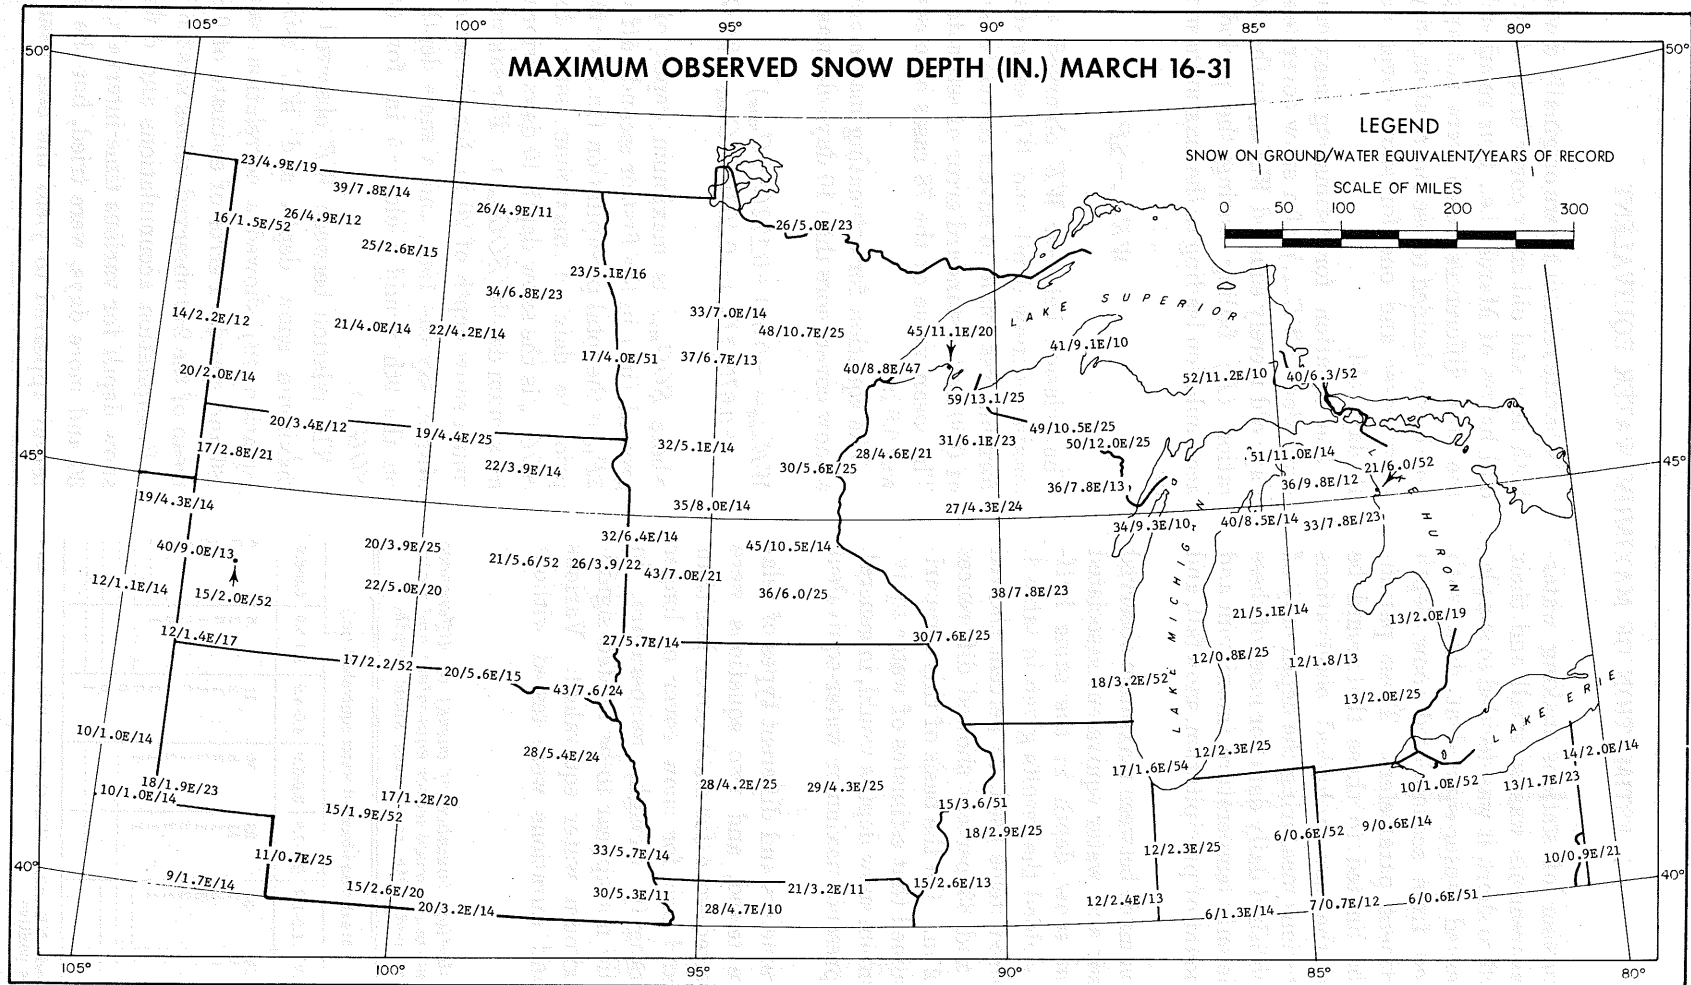 105°
100°
95°
90°
85°
80°
50°
50°
MAXIMUM OBSERVED SNOW DEPTH (IN.) MARCH 16-31
LEGEND
SNOW ON GROUND/WATER EQUIVALENT/YEARS OF RECORD
SCALE OF MILES
0 50 100 200 300
23/4.9E/19
39/7.8E/14
26/4.9E/12
26/4.9E/11
16/1.5E/52
26/5.0E/23
25/2.6E/15
23/5.1E/16
34/6.8E/23
LAKE SUPERIOR
14/2.2E/12
33/7.0E/14
21/4.0E/14
22/4.2E/14
48/10.7E/25
45/11.1E/20
41/9.1E/10
17/4.0E/51
37/6.7E/13
40/8.8E/47
20/2.0E/14
52/11.2E/10
40/6.3/52
59/13.1/25
20/3.4E/12
19/4.4E/25
49/10.5E/25
17/2.8E/21
32/5.1E/14
31/6.1E/23
50/12.0E/25
28/4.6E/21
51/11.0E/14
45°
45°
22/3.9E/14
30/5.6E/25
21/6.0/52
36/7.8E/13
36/9.8E/12
19/4.3E/14
35/8.0E/14
27/4.3E/24
34/9.3E/10
40/8.5E/14
33/7.8E/23
LAKE HURON
32/6.4E/14
40/9.0E/13
20/3.9E/25
45/10.5E/14
21/5.6/52
26/3.9/22
43/7.0E/21
12/1.1E/14
15/2.0E/52
22/5.0E/20
36/6.0/25
38/7.8E/23
21/5.1E/14
13/2.0E/19
LAKE MICHIGAN
12/1.4E/17
27/5.7E/14
30/7.6E/25
17/2.2/52
20/5.6E/15
12/0.8E/25
12/1.8/13
43/7.6/24
18/3.2E/52
13/2.0E/25
LAKE ERIE
10/1.0E/14
28/5.4E/24
12/2.3E/25
14/2.0E/14
17/1.6E/54
18/1.9E/23
28/4.2E/25
29/4.3E/25
10/1.0E/52
13/1.7E/23
10/1.0E/14
17/1.2E/20
15/1.9E/52
15/3.6/51
18/2.9E/25
6/0.6E/52
9/0.6E/14
11/0.7E/25
33/5.7E/14
12/2.3E/25
10/0.9E/21
40°
40°
9/1.7E/14
15/2.6E/20
30/5.3E/11
21/3.2E/11
15/2.6E/13
20/3.2E/14
28/4.7E/10
12/2.4E/13
6/1.3E/14
7/0.7E/12
6/0.6E/51
105°
100°
95°
90°
85°
80°